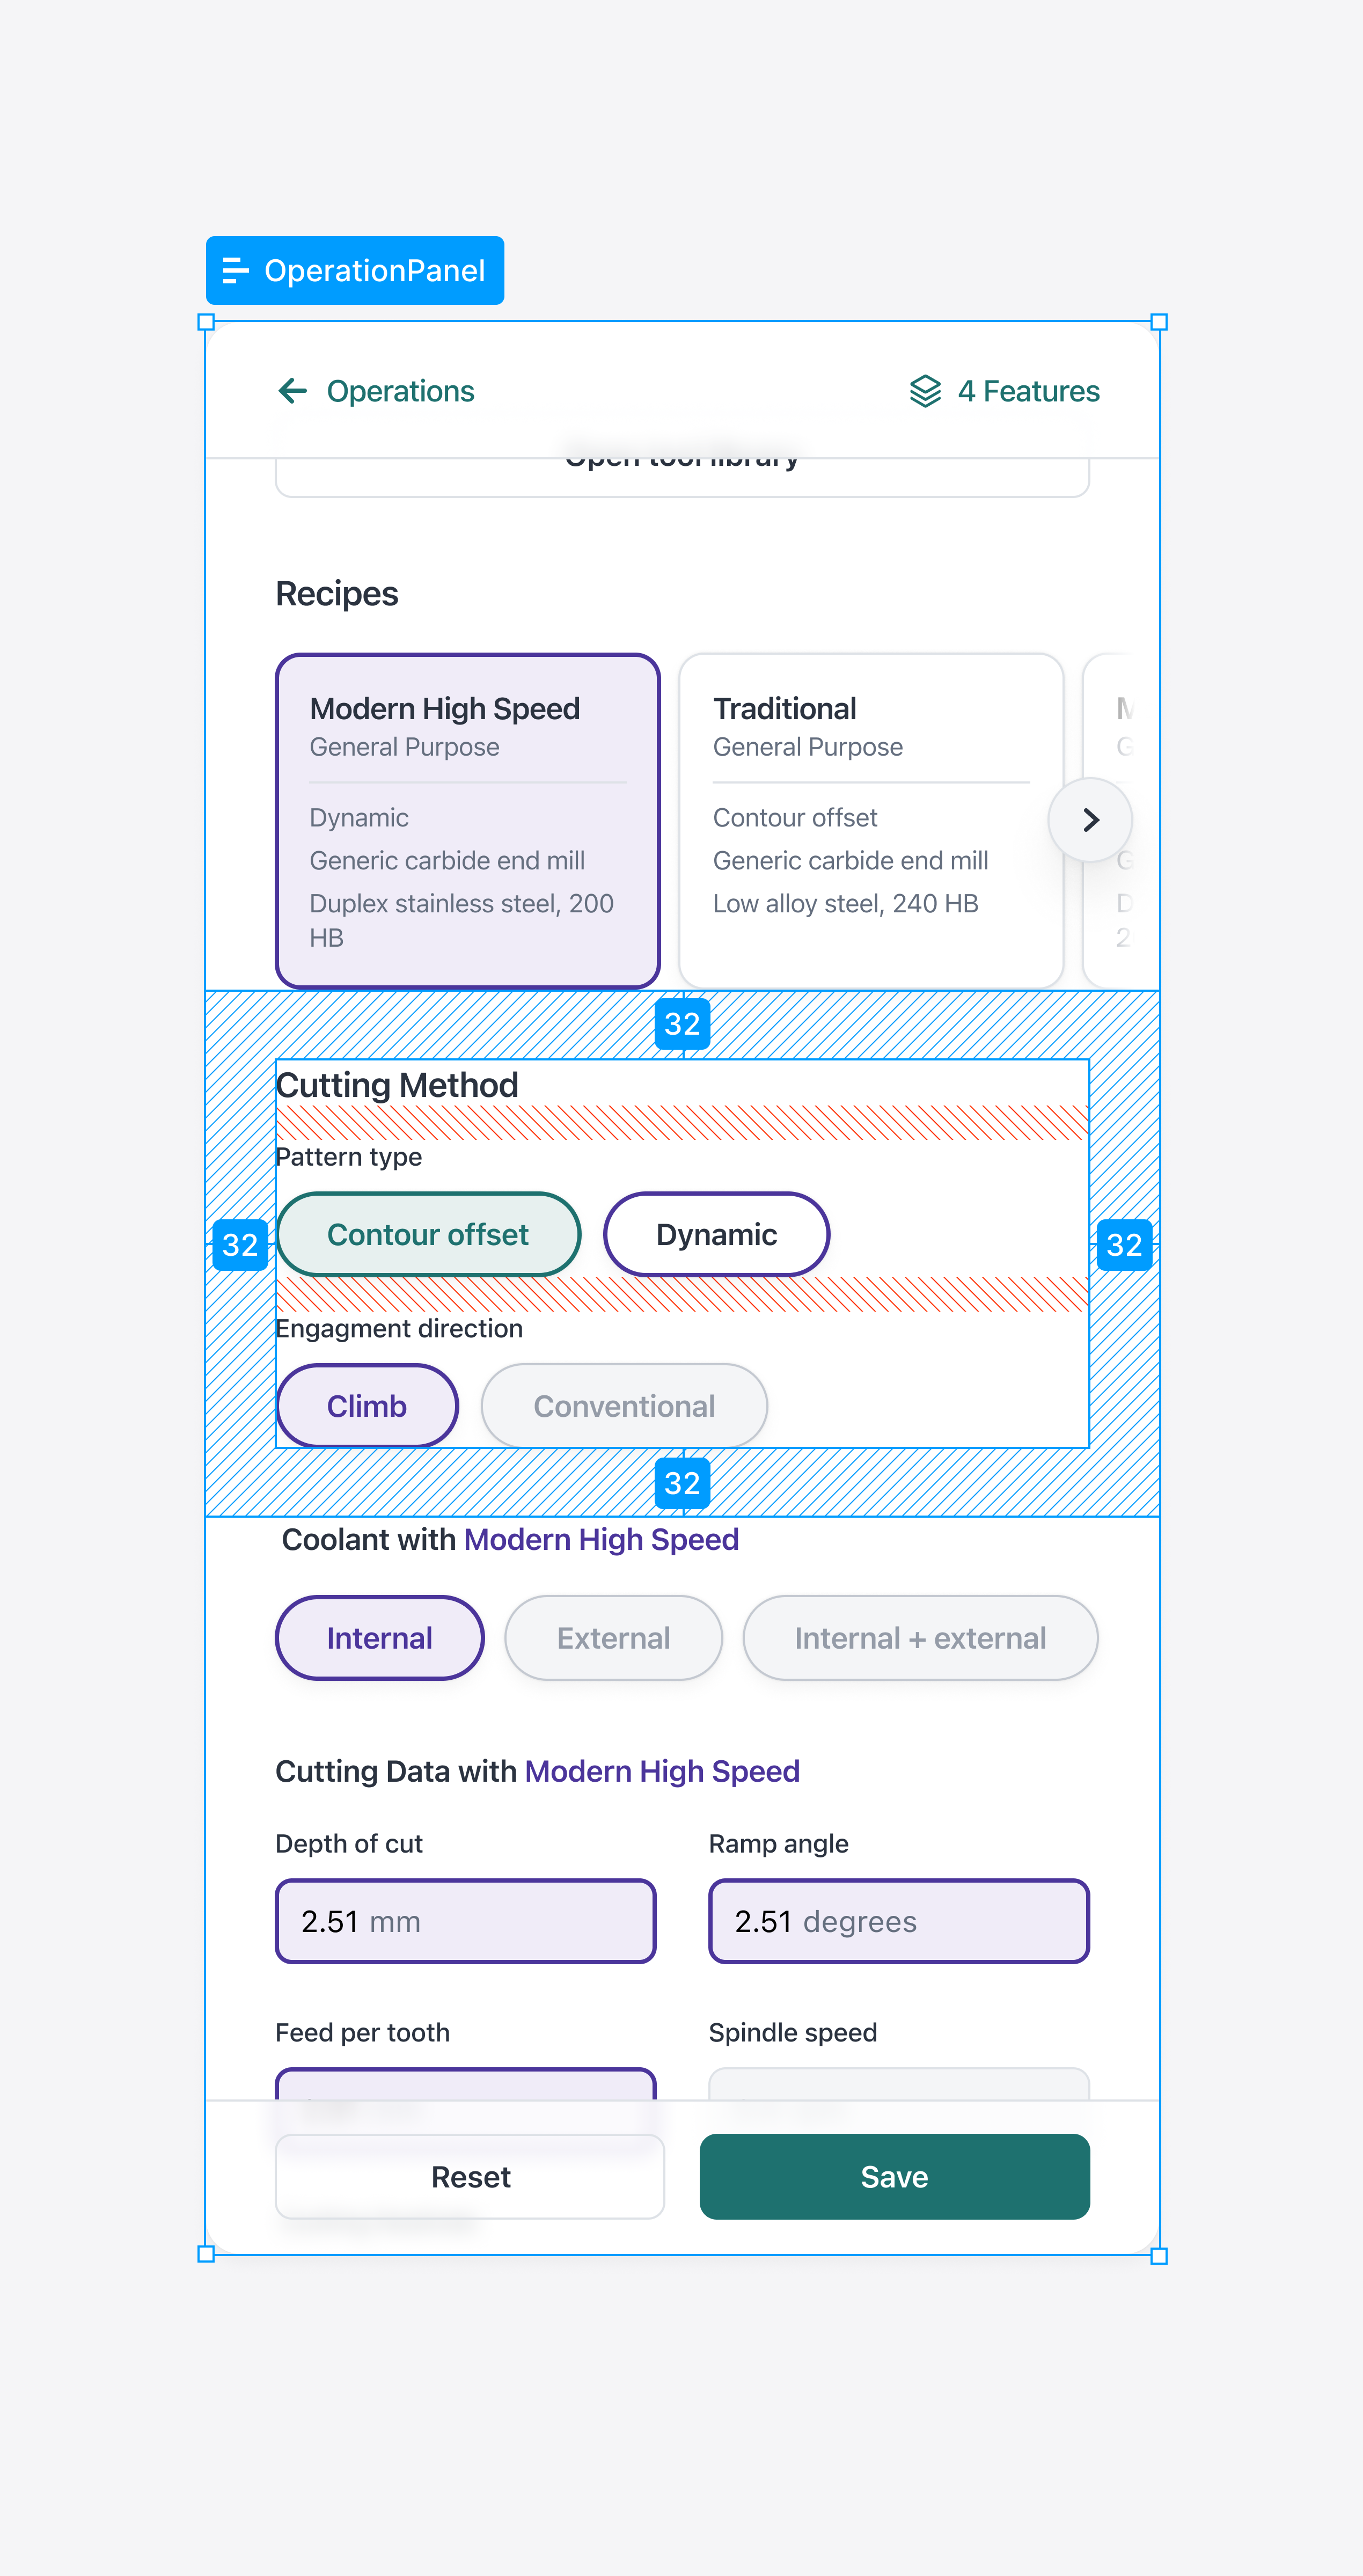 OperationPanel
Operations
4 Features
Open tool library
Recipes
Modern High Speed
General Purpose
Dynamic
Generic carbide end mill
Duplex stainless steel, 200
HB
Traditional
General Purpose
Contour offset
Generic carbide end mill
Low alloy steel, 240 HB
M
G
G
D
2
32
Cutting Method
Pattern type
Contour offset
Dynamic
32
32
Engagment direction
Climb
Conventional
32
Coolant with Modern High Speed
Internal
External
Internal + external
Cutting Data with Modern High Speed
Depth of cut
Ramp angle
2.51 mm
2.51 degrees
Feed per tooth
Spindle speed
Reset
Save